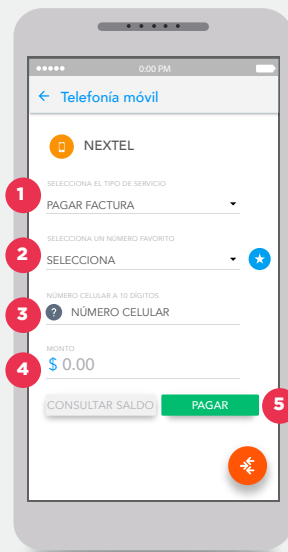 0:00 PM
Telefonía móvil
NEXTEL
SELECCIONA EL TIPO DE SERVICIO
1
PAGAR FACTURA
SELECCIONA UN NÚMERO FAVORITO
2
SELECCIONA
NÚMERO CELULAR A 10 DÍGITOS
3
? NÚMERO CELULAR
MONTO
4
$ 0.00
CONSULTAR SALDO PAGAR 5